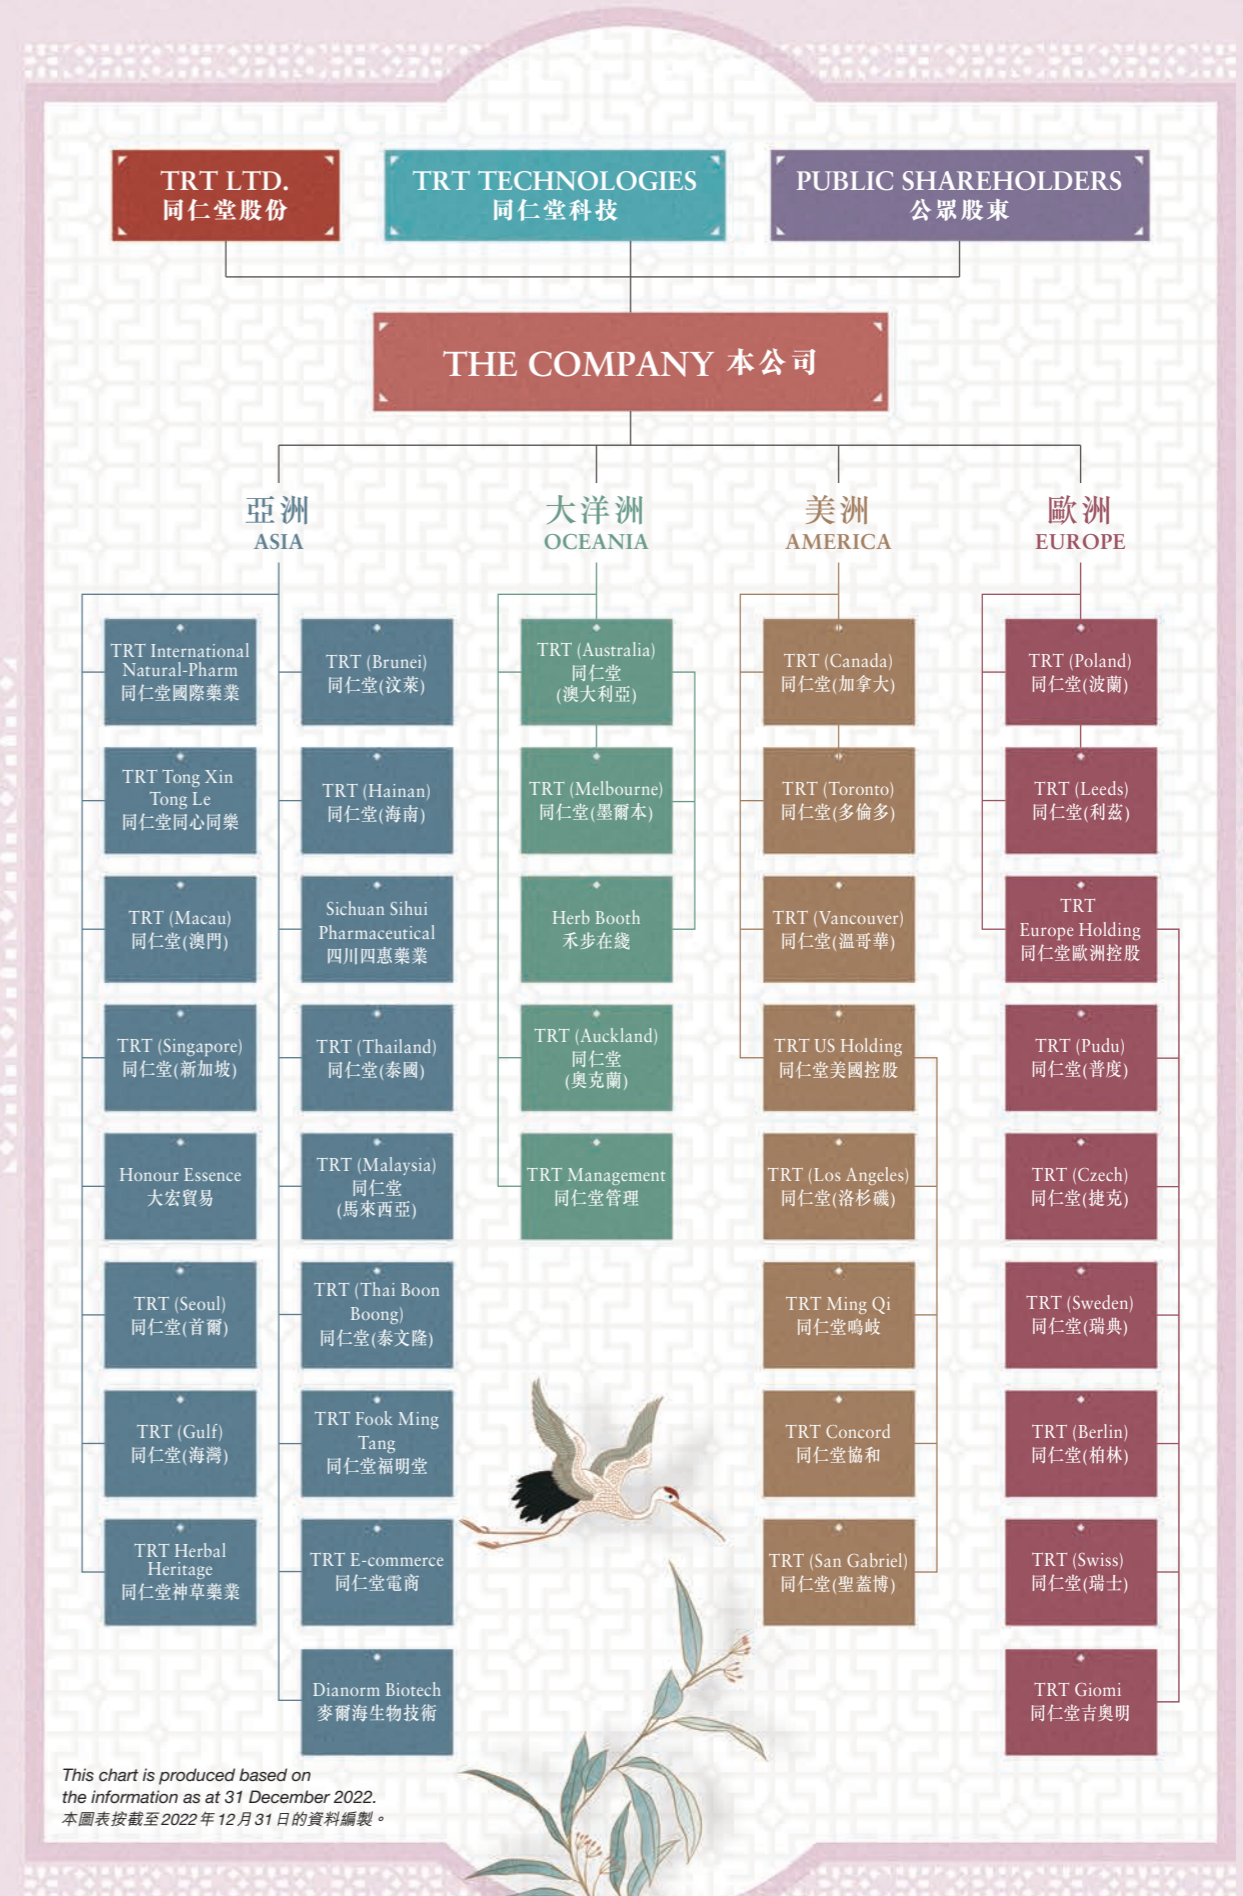 TRT LTD.
同仁堂股份
TRT TECHNOLOGIES
同仁堂科技
PUBLIC SHAREHOLDERS
公眾股東
THE COMPANY 本公司
亞洲
ASIA
TRT International
Natural-Pharm
同仁堂國際藥業
TRT Tong Xin
Tong Le
同仁堂同心同樂
TRT (Macau)
同仁堂(澳門)
TRT (Singapore)
同仁堂(新加坡)
Honour Essence
大宏貿易
TRT (Seoul)
同仁堂(首爾)
TRT (Gulf)
同仁堂(海灣)
TRT Herbal
Heritage
同仁堂神草藥業
TRT (Brunei)
同仁堂(汶萊)
TRT (Hainan)
同仁堂(海南)
Sichuan Sihui
Pharmaceutical
四川四惠藥業
TRT (Thailand)
同仁堂(泰國)
TRT (Malaysia)
同仁堂
(馬來西亞)
TRT (Thai Boon
Boong)
同仁堂(泰文隆)
TRT Fook Ming
Tang
同仁堂福明堂
TRT E-commerce
同仁堂電商
Dianorm Biotech
麥爾海生物技術
大洋洲
OCEANIA
TRT (Australia)
同仁堂
(澳大利亞)
TRT (Melbourne)
同仁堂(墨爾本)
Herb Booth
禾步在綫
TRT (Auckland)
同仁堂
(奧克蘭)
TRT Management
同仁堂管理
美洲
AMERICA
TRT (Canada)
同仁堂(加拿大)
TRT (Toronto)
同仁堂(多倫多)
TRT (Vancouver)
同仁堂(溫哥華)
TRT US Holding
同仁堂美國控股
TRT (Los Angeles)
同仁堂(洛杉磯)
TRT Ming Qi
同仁堂鳴岐
TRT Concord
同仁堂協和
TRT (San Gabriel)
同仁堂(聖蓋博)
歐洲
EUROPE
TRT (Poland)
同仁堂(波蘭)
TRT (Leeds)
同仁堂(利茲)
TRT
Europe Holding
同仁堂歐洲控股
TRT (Pudu)
同仁堂(普度)
TRT (Czech)
同仁堂(捷克)
TRT (Sweden)
同仁堂(瑞典)
TRT (Berlin)
同仁堂(柏林)
TRT (Swiss)
同仁堂(瑞士)
TRT Giomi
同仁堂吉奧明
This chart is produced based on
the information as at 31 December 2022.
本圖表按截至2022年12月31日的資料編製。